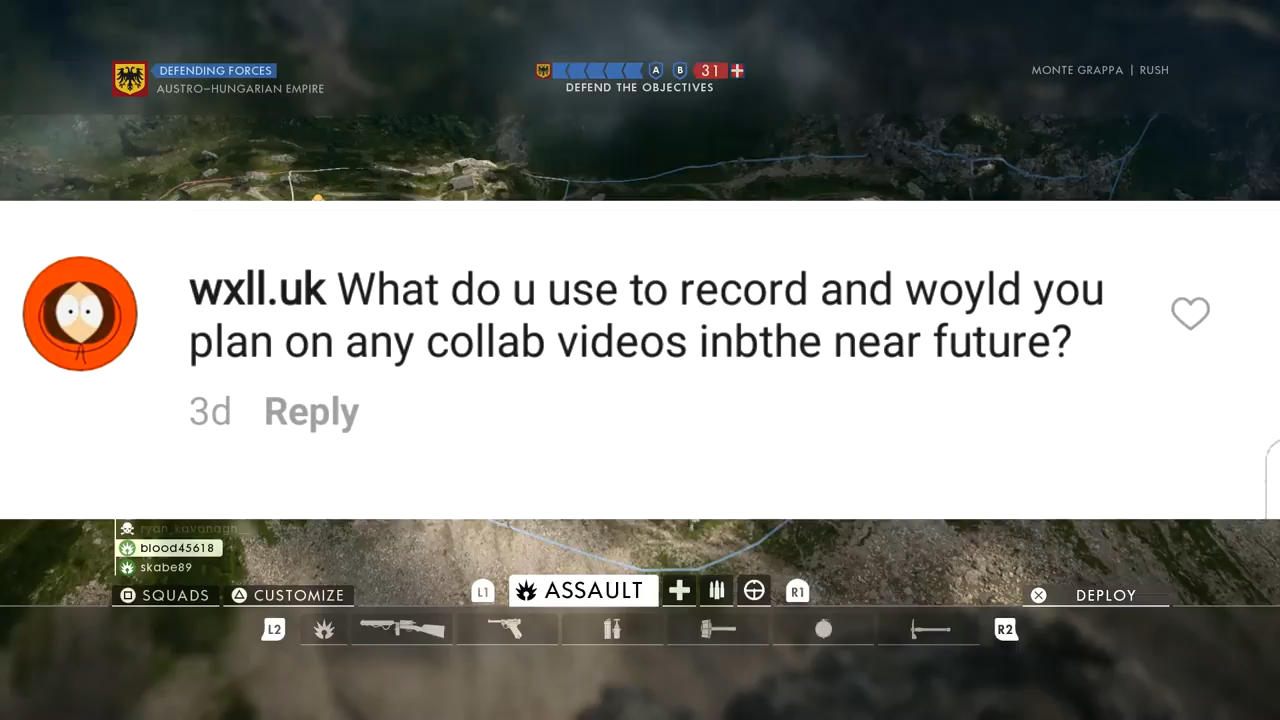 DEFENDING FORCES
AUSTRO-HUNGARIAN EMPIRE
A B 31
DEFEND THE OBJECTIVES
MONTE GRAPPA | RUSH
wxll.uk What do u use to record and woyld you
plan on any collab videos inbthe near future?
3d Reply
ryan_kavanagh
blood45618
skabe89
SQUADS CUSTOMIZE
L1 ASSAULT R1
DEPLOY
L2 R2